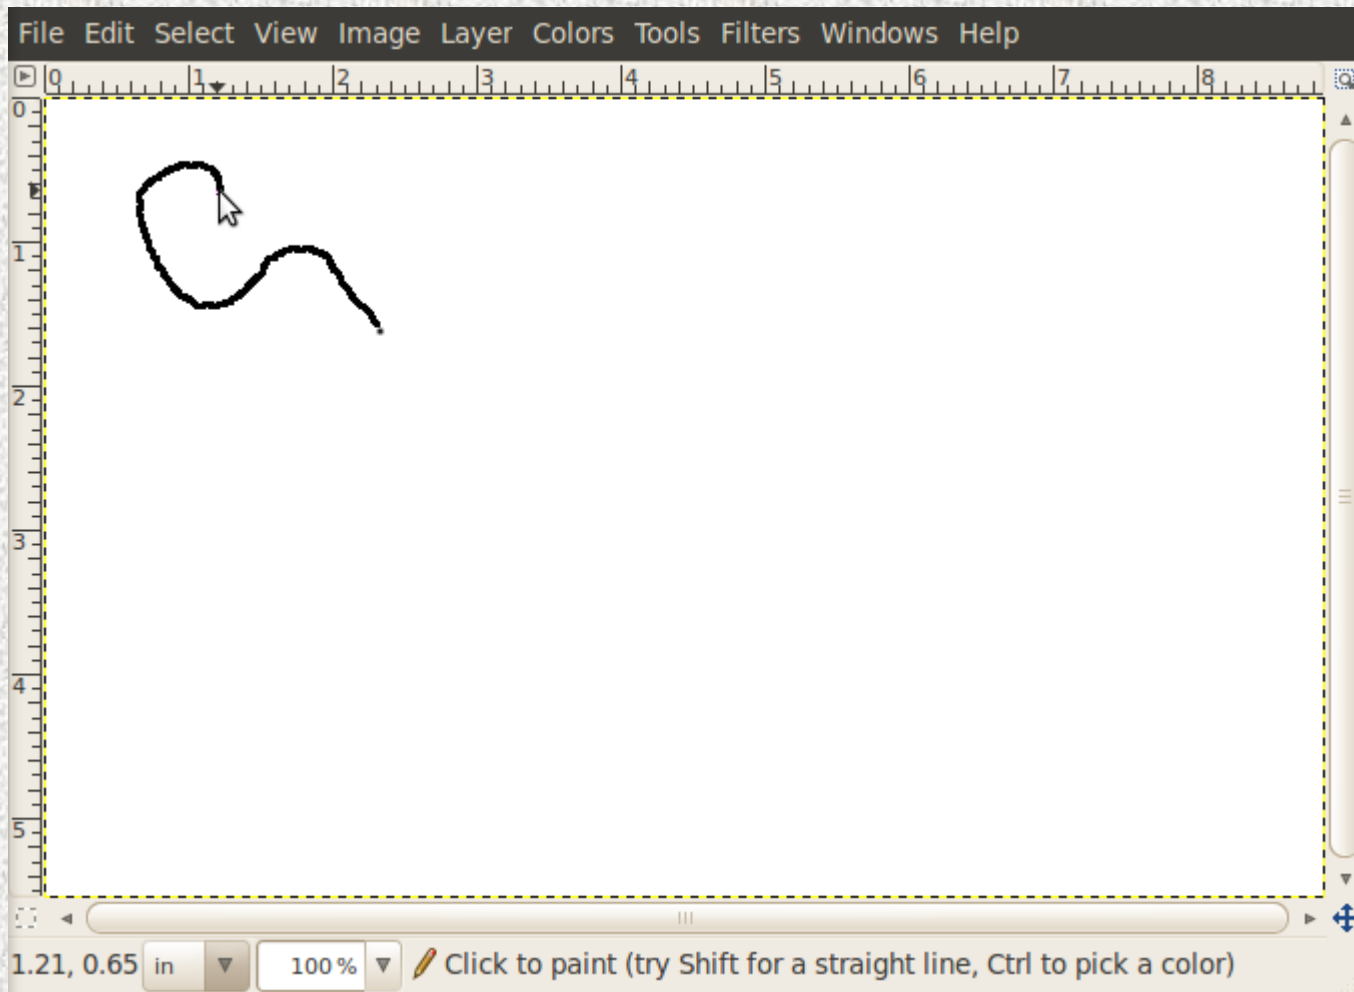 File Edit Select View Image Layer Colors Tools Filters Windows Help
0 1 2 3 4 5 6 7 8
0
1
2
3
4
5
1.21, 0.65 in 100 % Click to paint (try Shift for a straight line, Ctrl to pick a color)